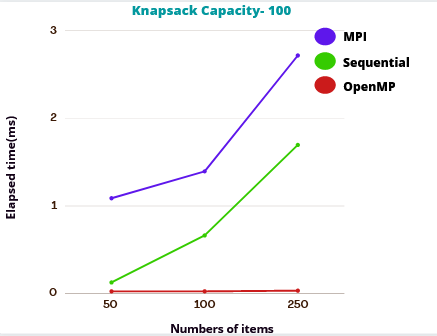 Knapsack Capacity- 100
MPI
Sequential
OpenMP
3
2
1
0
Elapsed time(ms)
50 100 250
Numbers of items